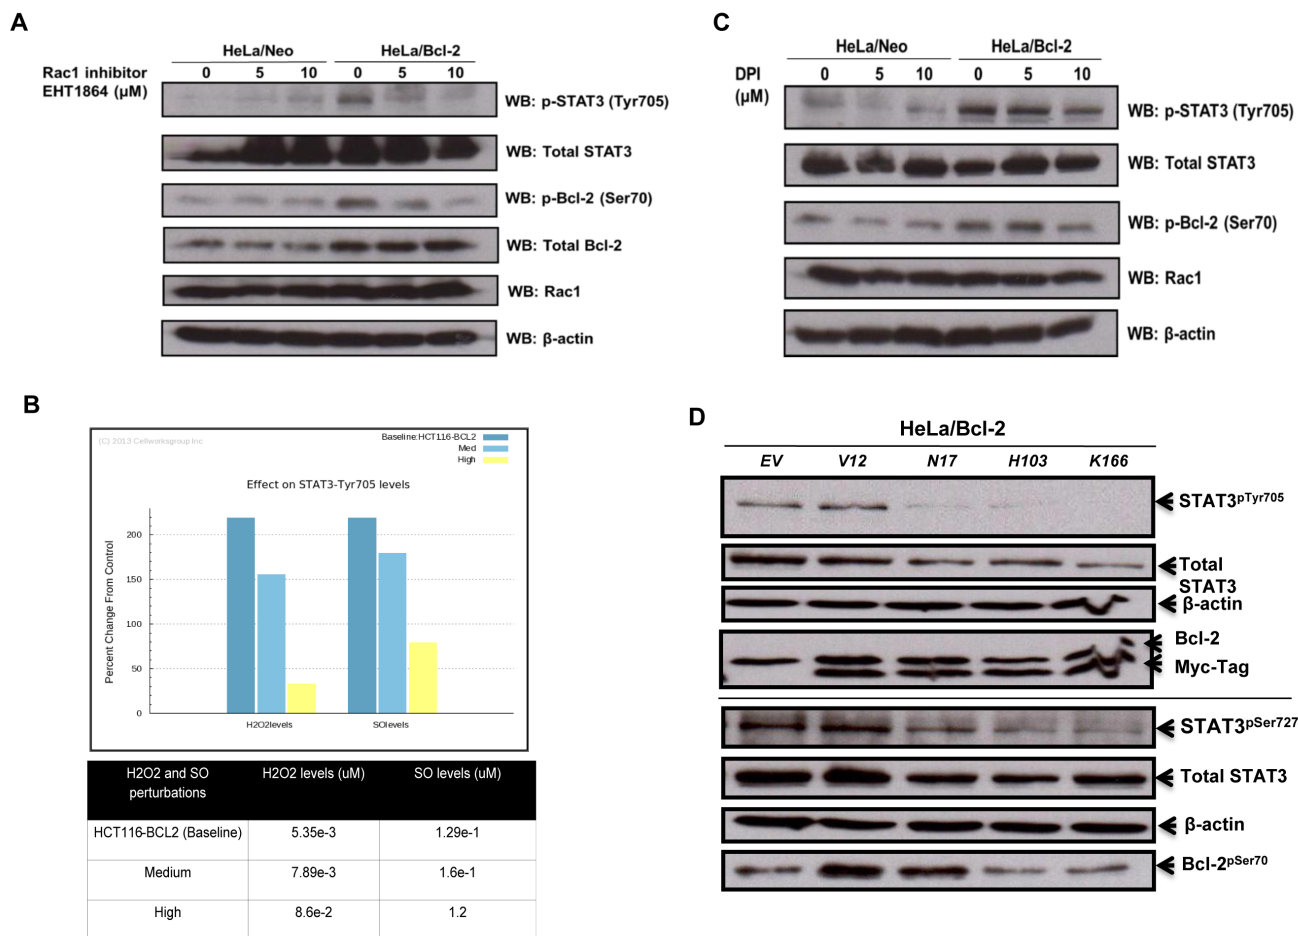 A
HeLa/Neo HeLa/Bcl-2
Rac1 inhibitor
EHT1864 (µM)
0 5 10 0 5 10
WB: p-STAT3 (Tyr705)
WB: Total STAT3
WB: p-Bcl-2 (Ser70)
WB: Total Bcl-2
WB: Rac1
WB: β-actin
C
HeLa/Neo HeLa/Bcl-2
DPI
(µM)
0 5 10 0 5 10
WB: p-STAT3 (Tyr705)
WB: Total STAT3
WB: p-Bcl-2 (Ser70)
WB: Rac1
WB: β-actin
B
(C) 2013 Cellworksgroup Inc
Baseline:HCT116-BCL2
Med
High
Effect on STAT3-Tyr705 levels
Percent Change From Control
200
150
100
50
0
H2O2levels SOlevels
H2O2 and SO perturbations H2O2 levels (uM) SO levels (uM)
HCT116-BCL2 (Baseline) 5.35e-3 1.29e-1
Medium 7.89e-3 1.6e-1
High 8.6e-2 1.2
D
HeLa/Bcl-2
EV V12 N17 H103 K166
STAT3pTyr705
Total
STAT3
β-actin
Bcl-2
Myc-Tag
STAT3pSer727
Total STAT3
β-actin
Bcl-2pSer70